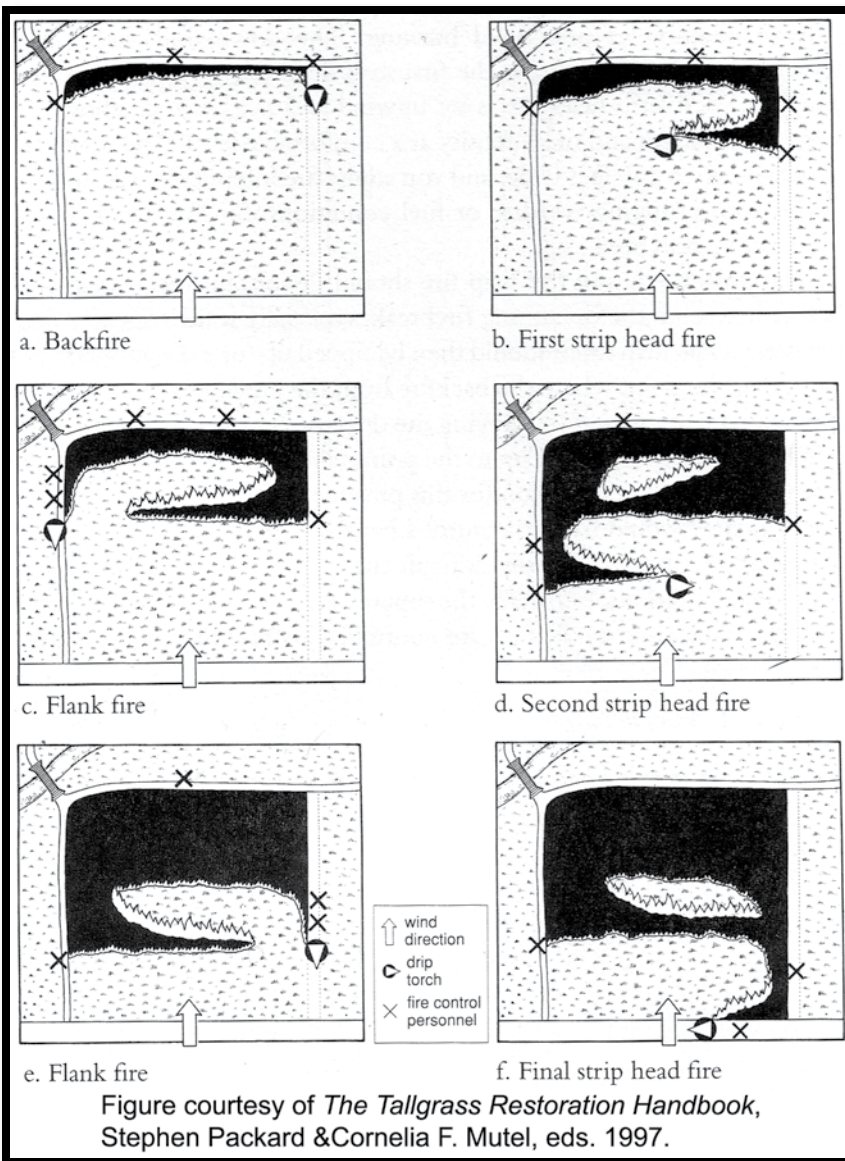 a. Backfire
b. First strip head fire
c. Flank fire
d. Second strip head fire
wind
direction
drip
torch
fire control
personnel
e. Flank fire
f. Final strip head fire
Figure courtesy of The Tallgrass Restoration Handbook,
Stephen Packard &Cornelia F. Mutel, eds. 1997.